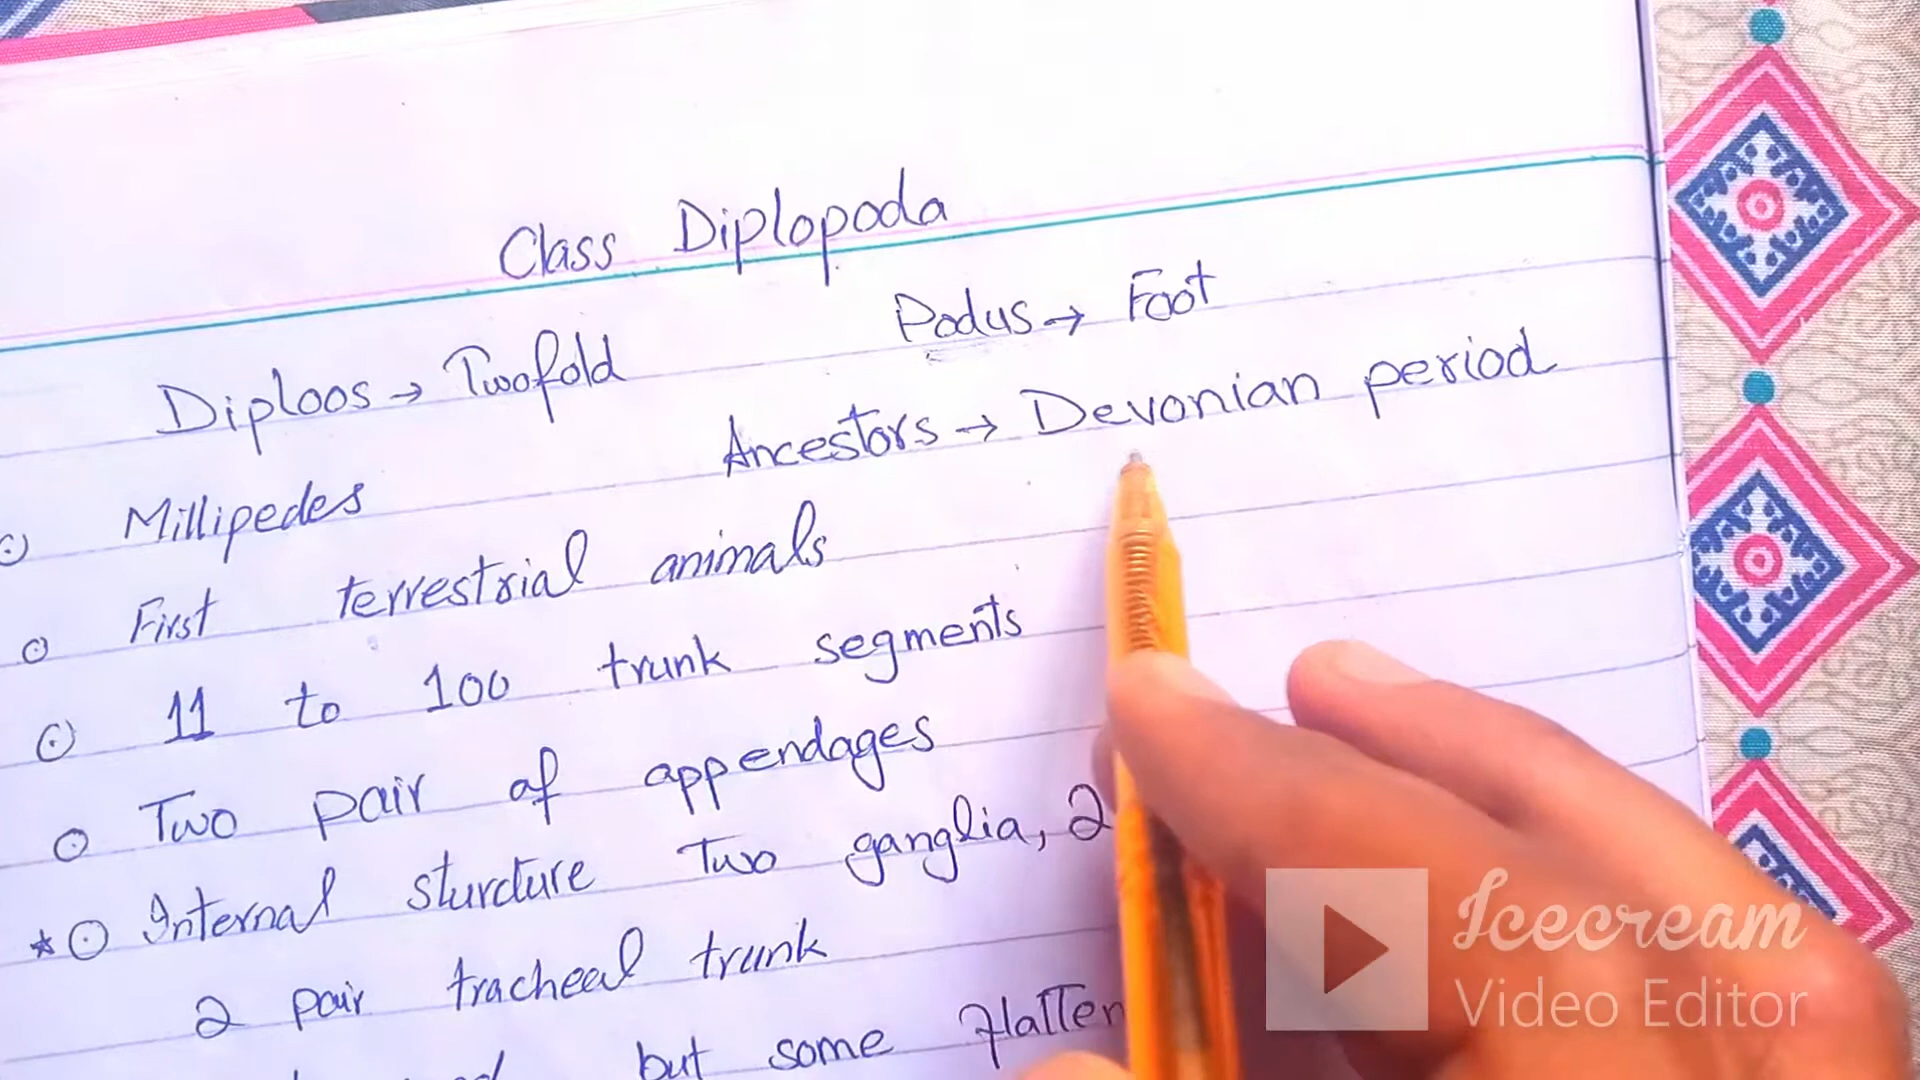 Class Diplopoda
Diploos → Twofold Podus → Foot
Millipedes Ancestors → Devonian period
First terrestrial animals
11 to 100 trunk segments
Two pair of appendages
* Internal sturcture Two ganglia, 2
2 pair tracheal trunk
but some flatten
Icecream
Video Editor